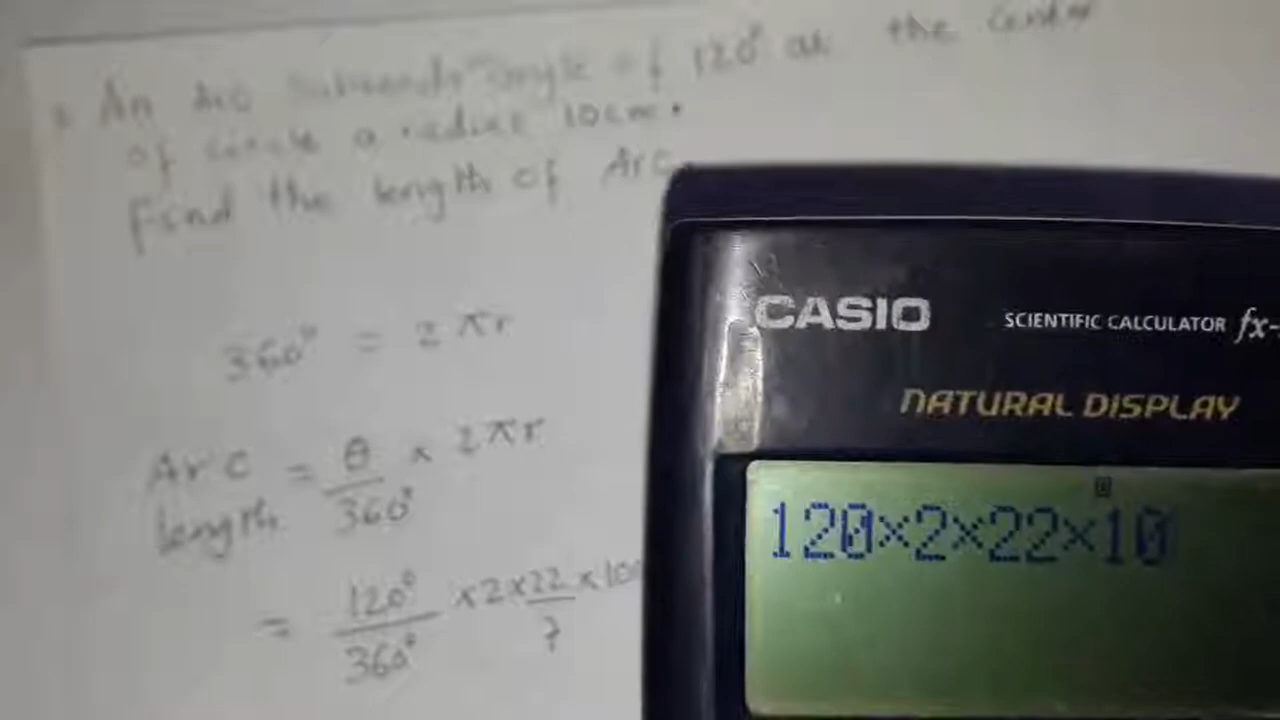 An Arc subtends angle of 120° at the center
of circle a radius 10cm.
Find the length of Arc
360° = 2πr
Arc length = θ/360° × 2πr
= 120°/360° × 2 × 22/7 × 10
CASIO SCIENTIFIC CALCULATOR fx-
NATURAL DISPLAY
120×2×22×10